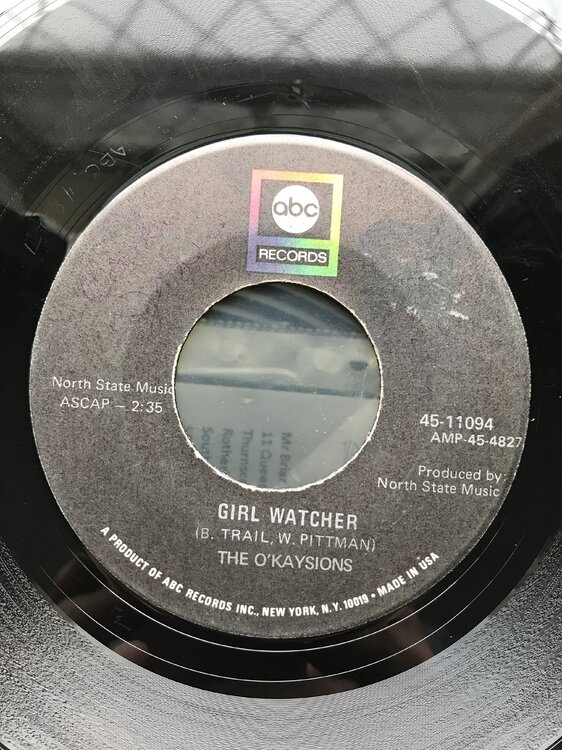 abc
RECORDS
North State Music
ASCAP – 2:35
45-11094
AMP-45-4827
Produced by
North State Music
GIRL WATCHER
(B. TRAIL, W. PITTMAN)
THE O'KAYSIONS
A PRODUCT OF ABC RECORDS INC., NEW YORK, N.Y. 10019 • MADE IN USA